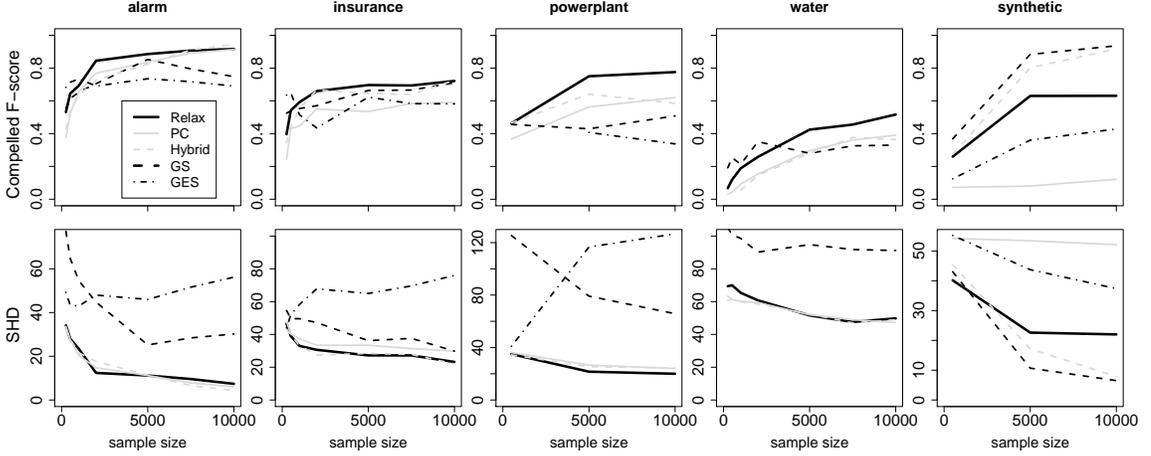 alarm
insurance
powerplant
water
synthetic
Compelled F-score
0.0 0.4 0.8
0.0 0.4 0.8
0.0 0.4 0.8
0.0 0.4 0.8
0.0 0.4 0.8
Relax
PC
Hybrid
GS
GES
SHD
0 20 40 60
0 20 40 60 80
0 40 80 120
0 20 40 60 80
0 10 30 50
0 5000 10000
0 5000 10000
0 5000 10000
0 5000 10000
0 5000 10000
sample size
sample size
sample size
sample size
sample size